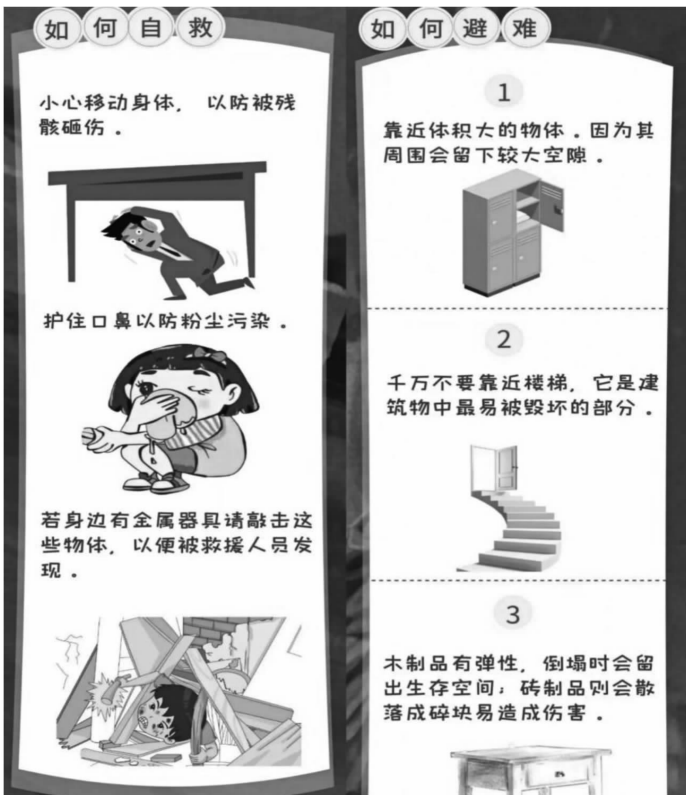 如何自救
小心移动身体， 以防被残
骸砸伤。
护住口鼻以防粉尘污染。
若身边有金属器具请敲击这
些物体，以便被救援人员发
现。
如何避难
1
靠近体积大的物体。因为其
周围会留下较大空隙。
2
千万不要靠近楼梯，它是建
筑物中最易被毁坏的部分。
3
木制品有弹性，倒塌时会留
出生存空间；砖制品则会散
落成碎块易造成伤害。